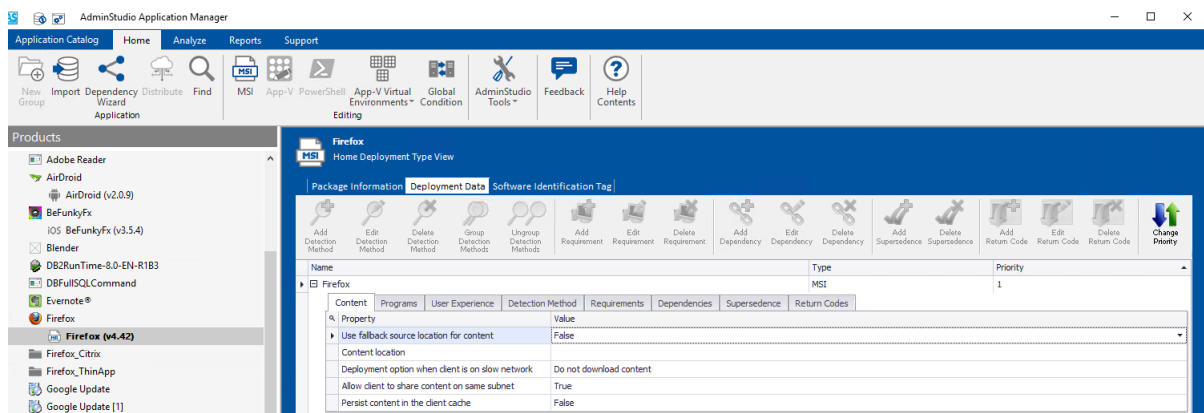 AdminStudio Application Manager
Application Catalog Home Analyze Reports Support
New Group
Import
Dependency Wizard
Distribute
Find
MSI
App-V
PowerShell
App-V Virtual Environments
Global Condition
AdminStudio Tools
Feedback
Help Contents
Application
Editing
Products
Adobe Reader
AirDroid
AirDroid (v2.0.9)
BeFunkyFx
iOS BeFunkyFx (v3.5.4)
Blender
DB2RunTime-8.0-EN-R1B3
DBFullSQLCommand
Evernote®
Firefox
Firefox (v4.42)
Firefox_Citrix
Firefox_ThinApp
Google Update
Google Update [1]
MSI
Firefox
Home Deployment Type View
Package Information Deployment Data Software Identification Tag
Add Detection Method
Edit Detection Method
Delete Detection Method
Group Detection Methods
Ungroup Detection Methods
Add Requirement
Edit Requirement
Delete Requirement
Add Dependency
Edit Dependency
Delete Dependency
Add Supersedence
Delete Supersedence
Add Return Code
Edit Return Code
Delete Return Code
Change Priority
Name Type Priority
Firefox MSI 1
Content Programs User Experience Detection Method Requirements Dependencies Supersedence Return Codes
Property Value
Use fallback source location for content False
Content location
Deployment option when client is on slow network Do not download content
Allow client to share content on same subnet True
Persist content in the client cache False